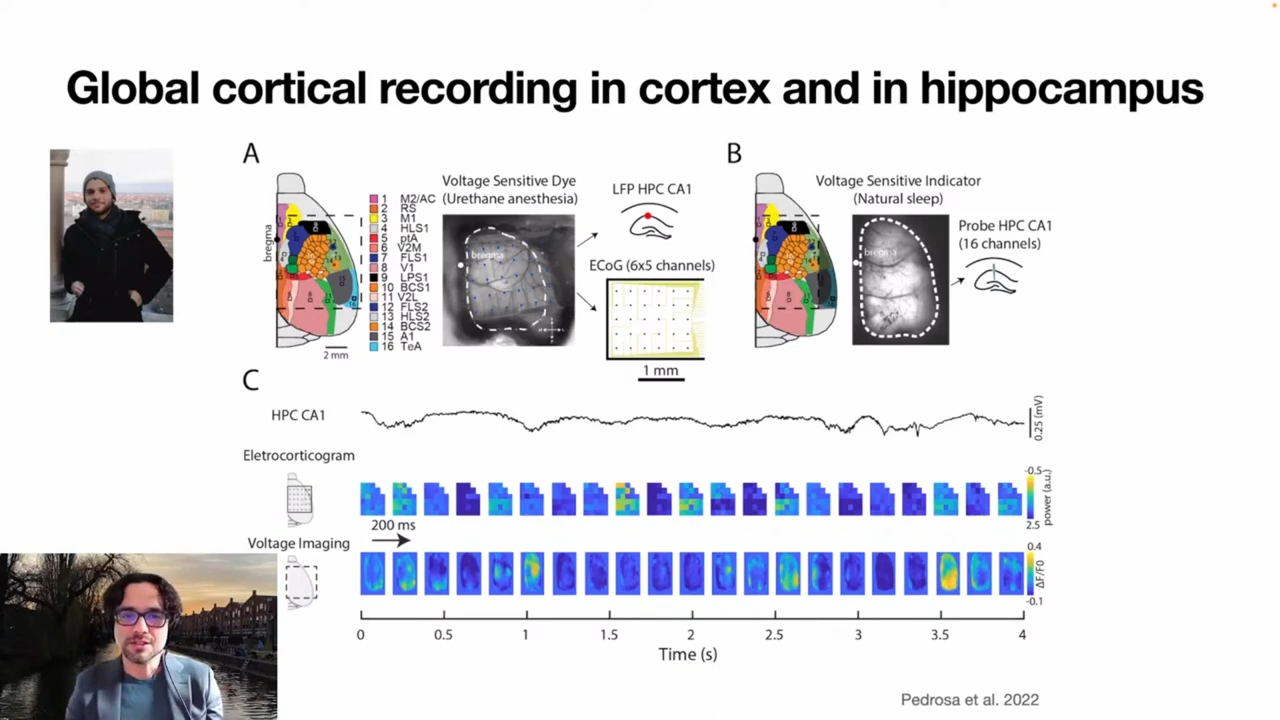 Global cortical recording in cortex and in hippocampus
A
bregma
2 mm
1 M2/AC
2 RS
3 M1
4 HLS1
5 ptA
6 V2M
7 FLS1
8 V1
9 LPS1
10 BCS1
11 V2L
12 FLS2
13 HLS2
14 BCS2
15 A1
16 TeA
Voltage Sensitive Dye
(Urethane anesthesia)
bregma
LFP HPC CA1
ECoG (6x5 channels)
1 mm
B
bregma
Voltage Sensitive Indicator
(Natural sleep)
bregma
Probe HPC CA1
(16 channels)
C
HPC CA1
0.25 (mV)
Eletrocorticogram
-0.5
2.5
power (a.u.)
200 ms
Voltage Imaging
0.4
-0.1
ΔF/F0
0 0.5 1 1.5 2 2.5 3 3.5 4
Time (s)
Pedrosa et al. 2022